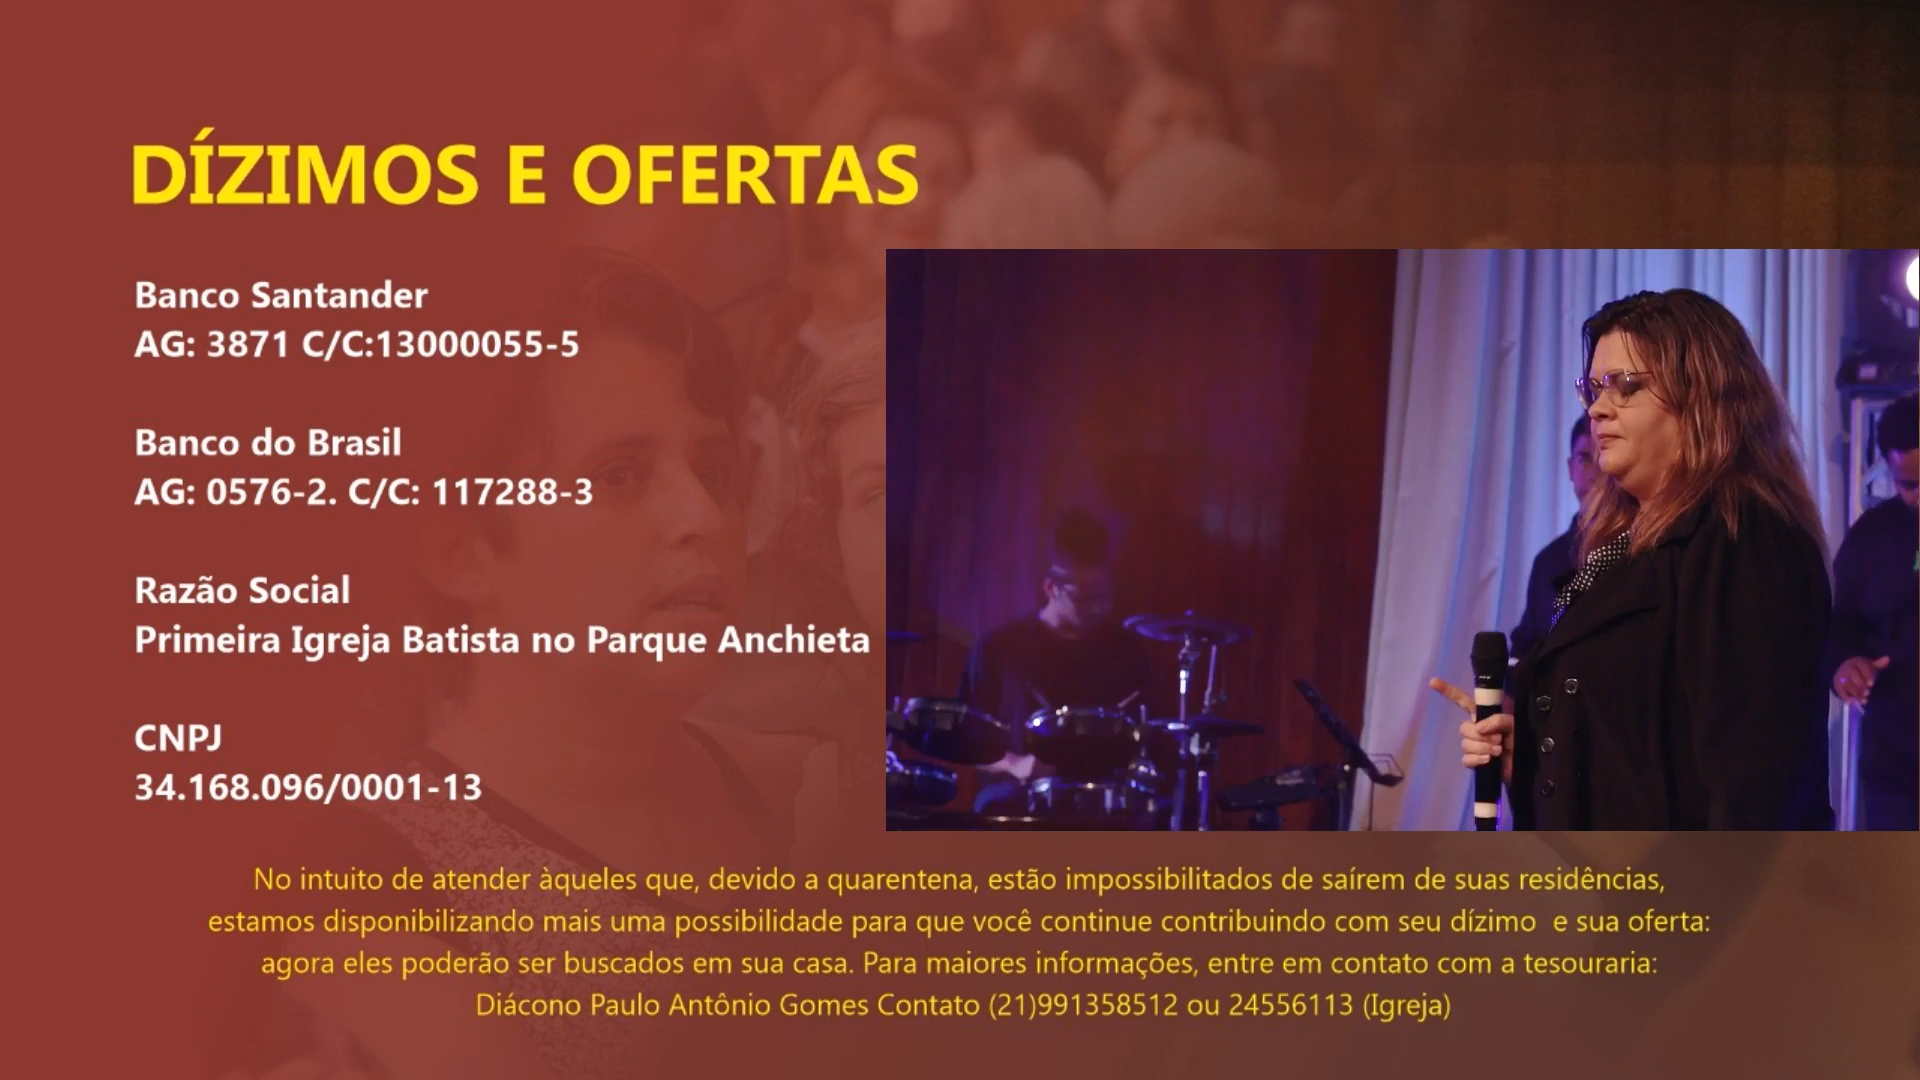 DÍZIMOS E OFERTAS
Banco Santander
AG: 3871 C/C:13000055-5
Banco do Brasil
AG: 0576-2. C/C: 117288-3
Razão Social
Primeira Igreja Batista no Parque Anchieta
CNPJ
34.168.096/0001-13
No intuito de atender àqueles que, devido a quarentena, estão impossibilitados de saírem de suas residências,
estamos disponibilizando mais uma possibilidade para que você continue contribuindo com seu dízimo  e sua oferta:
agora eles poderão ser buscados em sua casa. Para maiores informações, entre em contato com a tesouraria:
Diácono Paulo Antônio Gomes Contato (21)991358512 ou 24556113 (Igreja)